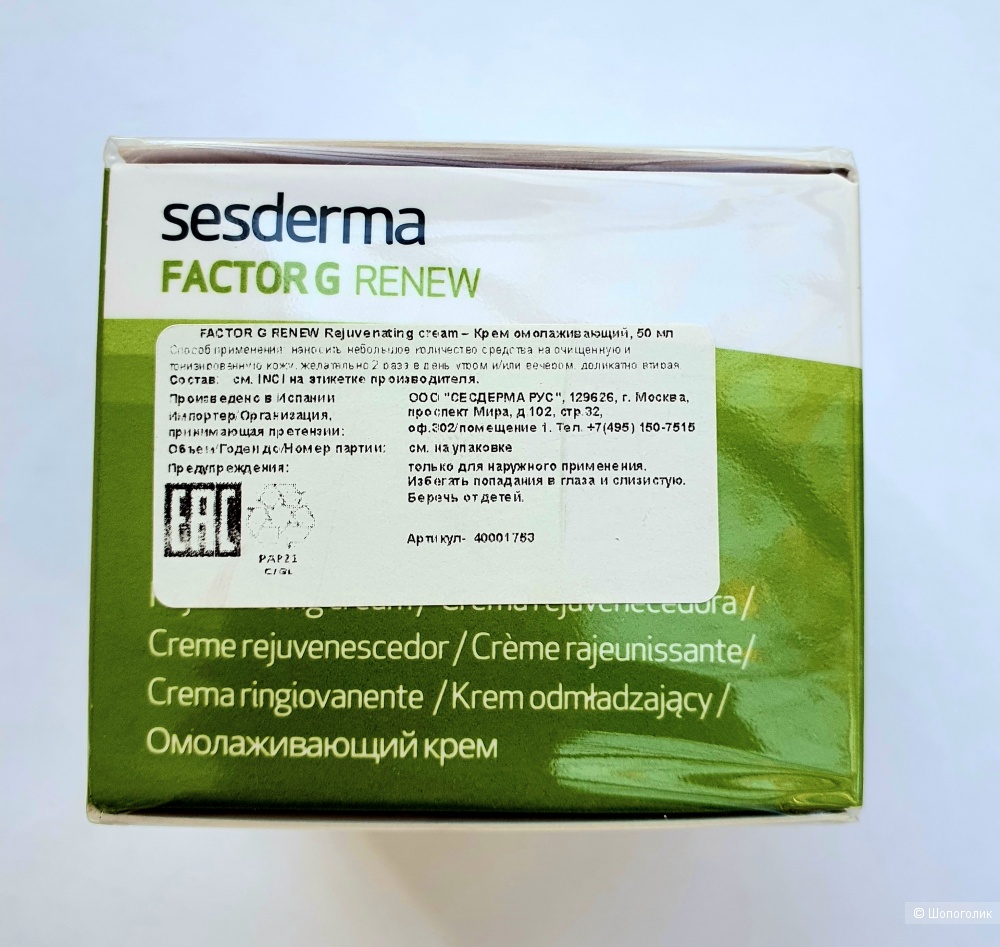 sesderma
FACTOR G RENEW
FACTOR G RENEW Rejuvenating cream – Крем омолаживающий, 50 мл
Способ применения: наносить небольшое количество средства на очищенную и
тонизированную кожу, желательно 2 раза в день утром и/или вечером, деликатно втирая.
Состав: см. INCI на этикетке производителя.
Произведено в Испании
Импортер/Организация,
принимающая претензии:
ООО "СЕСДЕРМА РУС", 129626, г. Москва,
проспект Мира, д.102, стр.32,
оф.302/помещение 1. Тел. +7(495) 150-7515
Объем/Годен до/Номер партии: см. на упаковке
Предупреждения: только для наружного применения.
Избегать попадания в глаза и слизистую.
Беречь от детей.
EAC
PAP21
C/GL
Артикул- 40001753
cream / Crema rejuvenecedora /
Creme rejuvenescedor / Crème rajeunissante /
Crema ringiovanente / Krem odmładzający /
Омолаживающий крем
© Шопоголик